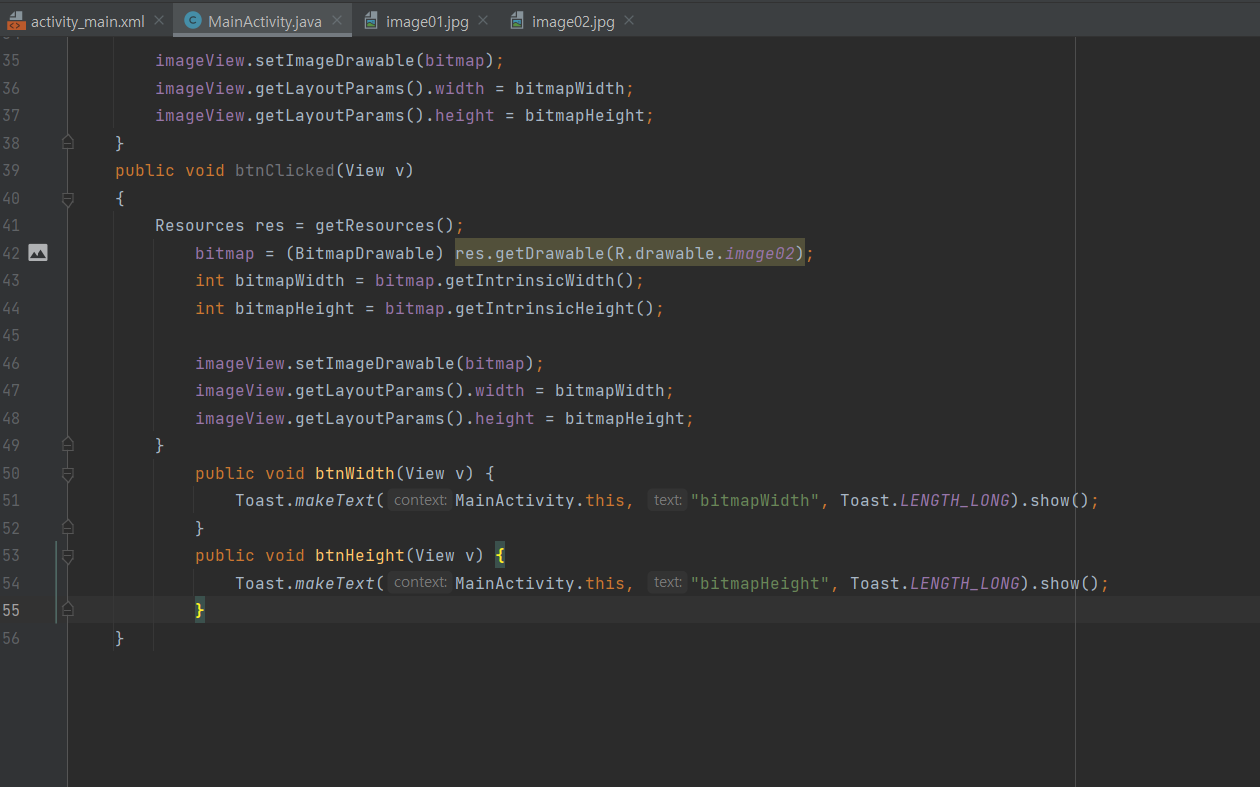 activity_main.xml MainActivity.java image01.jpg image02.jpg
35 imageView.setImageDrawable(bitmap);
36 imageView.getLayoutParams().width = bitmapWidth;
37 imageView.getLayoutParams().height = bitmapHeight;
38 }
39 public void btnClicked(View v)
40 {
41 Resources res = getResources();
42 bitmap = (BitmapDrawable) res.getDrawable(R.drawable.image02);
43 int bitmapWidth = bitmap.getIntrinsicWidth();
44 int bitmapHeight = bitmap.getIntrinsicHeight();
45
46 imageView.setImageDrawable(bitmap);
47 imageView.getLayoutParams().width = bitmapWidth;
48 imageView.getLayoutParams().height = bitmapHeight;
49 }
50 public void btnWidth(View v) {
51 Toast.makeText( context: MainActivity.this, text: "bitmapWidth", Toast.LENGTH_LONG).show();
52 }
53 public void btnHeight(View v) {
54 Toast.makeText( context: MainActivity.this, text: "bitmapHeight", Toast.LENGTH_LONG).show();
55 }
56 }